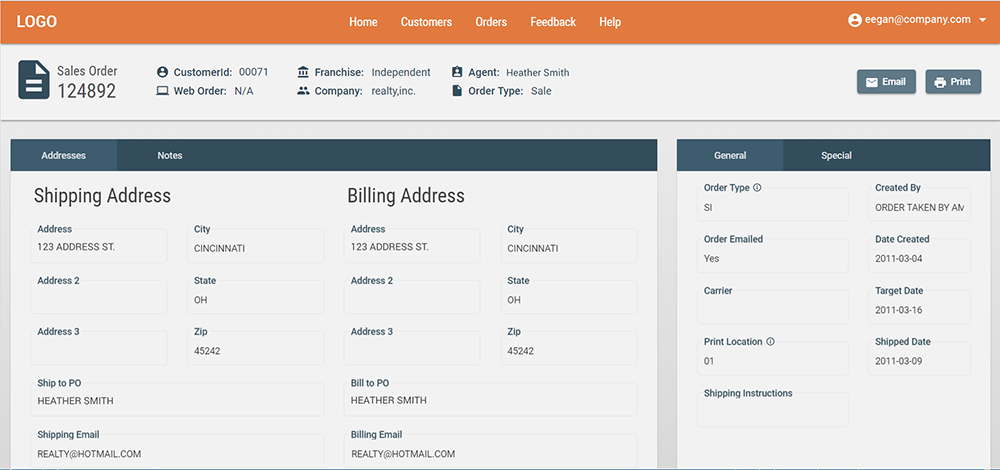 LOGO Home Customers Orders Feedback Help eegan@company.com
Sales Order
124892
CustomerId: 00071 Franchise: Independent Agent: Heather Smith
Web Order: N/A Company: realty,inc. Order Type: Sale
Email Print
Addresses Notes
Shipping Address Billing Address
Address City Address City
123 ADDRESS ST. CINCINNATI 123 ADDRESS ST. CINCINNATI
Address 2 State Address 2 State
OH OH
Address 3 Zip Address 3 Zip
45242 45242
Ship to PO Bill to PO
HEATHER SMITH HEATHER SMITH
Shipping Email Billing Email
REALTY@HOTMAIL.COM REALTY@HOTMAIL.COM
General Special
Order Type Created By
SI ORDER TAKEN BY AM
Order Emailed Date Created
Yes 2011-03-04
Carrier Target Date
2011-03-16
Print Location Shipped Date
01 2011-03-09
Shipping Instructions